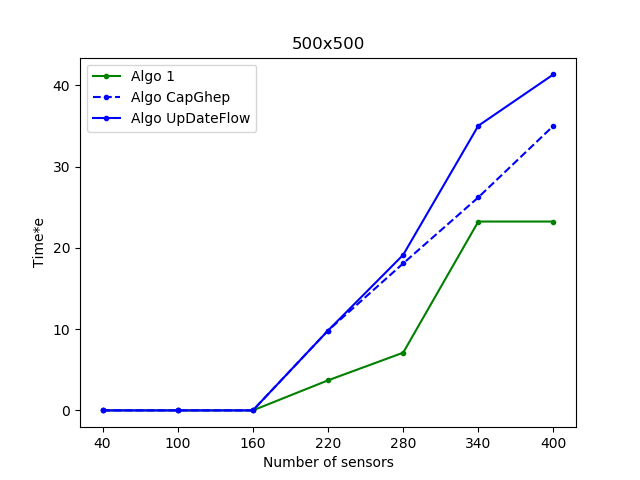 500x500
Algo 1
Algo CapGhep
Algo UpDateFlow
Time*e
40
30
20
10
0
40 100 160 220 280 340 400
Number of sensors